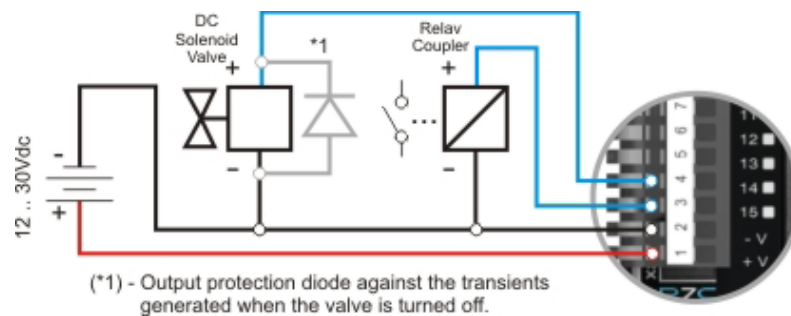 DC
Solenoid
Valve
*1
Relav
Coupler
+
+
-
-
-
+
12 .. 30Vdc
7
6
5
4
3
2
1
11
12
13
14
15
- V
+ V
(*1) - Output protection diode against the transients
generated when the valve is turned off.